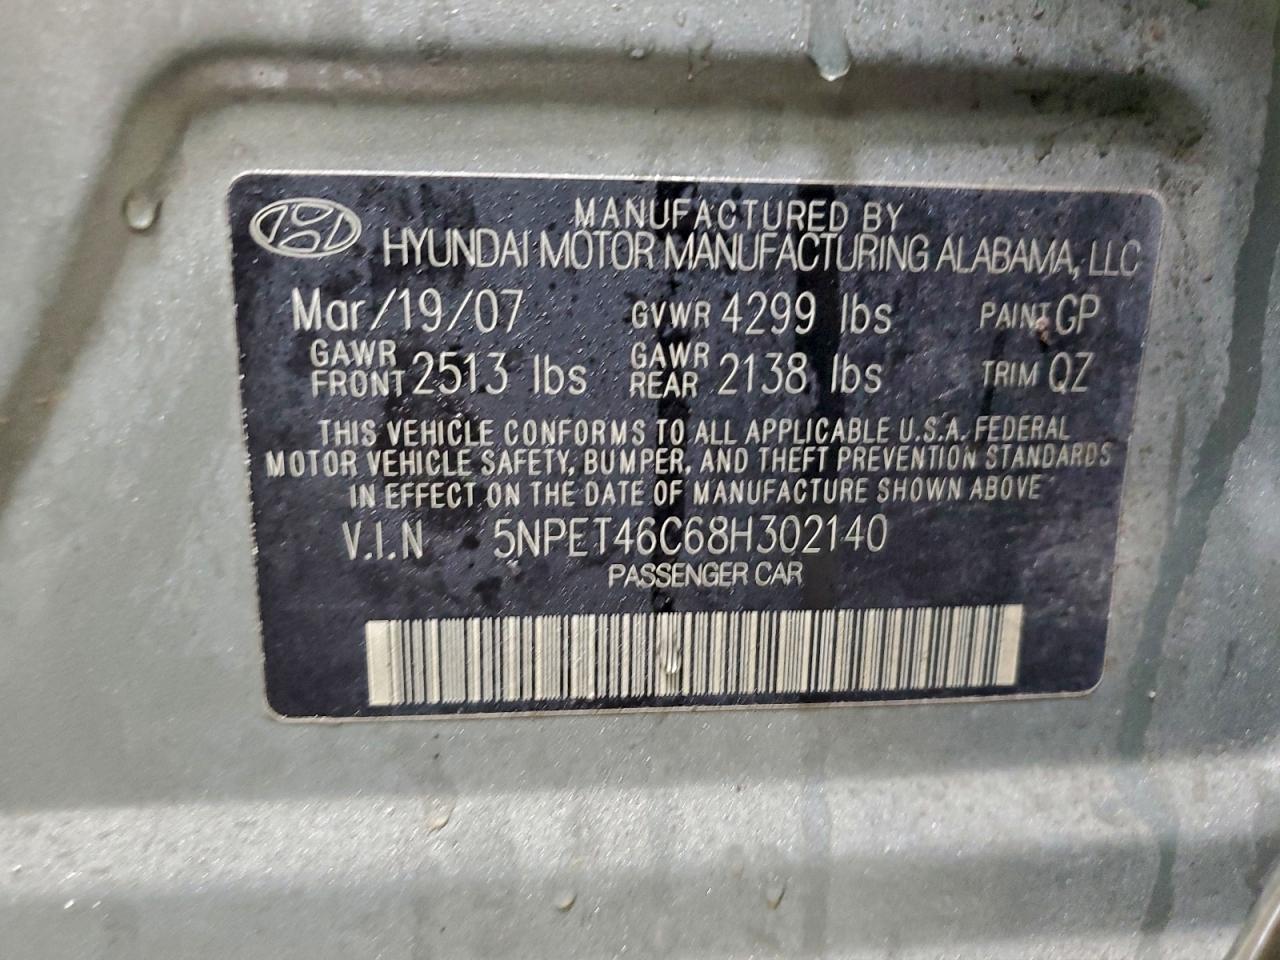 MANUFACTURED BY
HYUNDAI MOTOR MANUFACTURING ALABAMA, LLC
Mar/19/07 GVWR 4299 lbs PAINT GP
GAWR FRONT 2513 lbs GAWR REAR 2138 lbs TRIM QZ
THIS VEHICLE CONFORMS TO ALL APPLICABLE U.S.A. FEDERAL
MOTOR VEHICLE SAFETY, BUMPER, AND THEFT PREVENTION STANDARDS
IN EFFECT ON THE DATE OF MANUFACTURE SHOWN ABOVE
V.I.N 5NPET46C68H302140
PASSENGER CAR